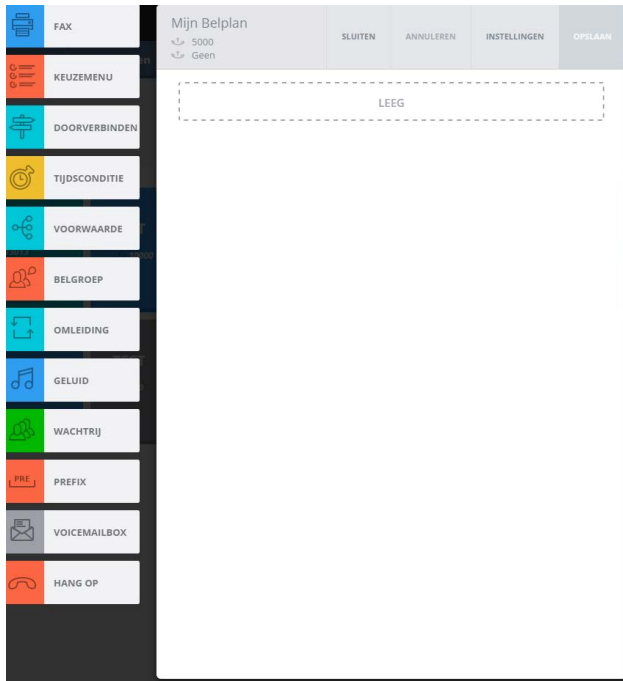 FAX
KEUZEMENU
DOORVERBINDEN
TIJDSCONDITIE
VOORWAARDE
BELGROEP
OMLEIDING
GELUID
WACHTRIJ
PRE
PREFIX
VOICEMAILBOX
HANG OP
Mijn Belplan
5000
Geen
SLUITEN
ANNULEREN
INSTELLINGEN
OPSLAAN
LEEG